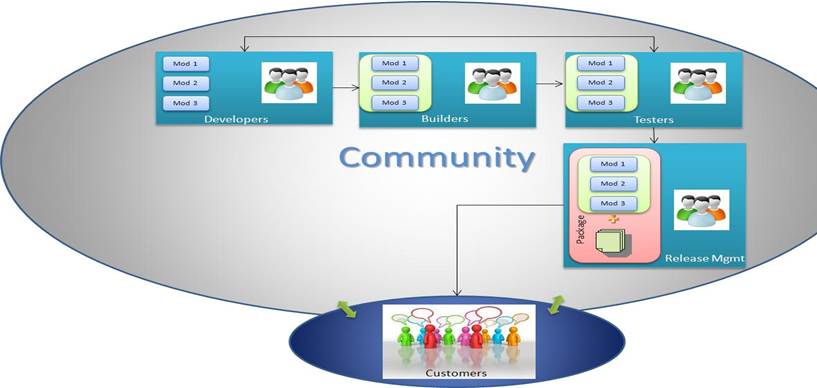 Mod 1
Mod 2
Mod 3
Developers
Mod 1
Mod 2
Mod 3
Builders
Mod 1
Mod 2
Mod 3
Testers
Community
Mod 1
Mod 2
Mod 3
Package
Release Mgmt
Customers